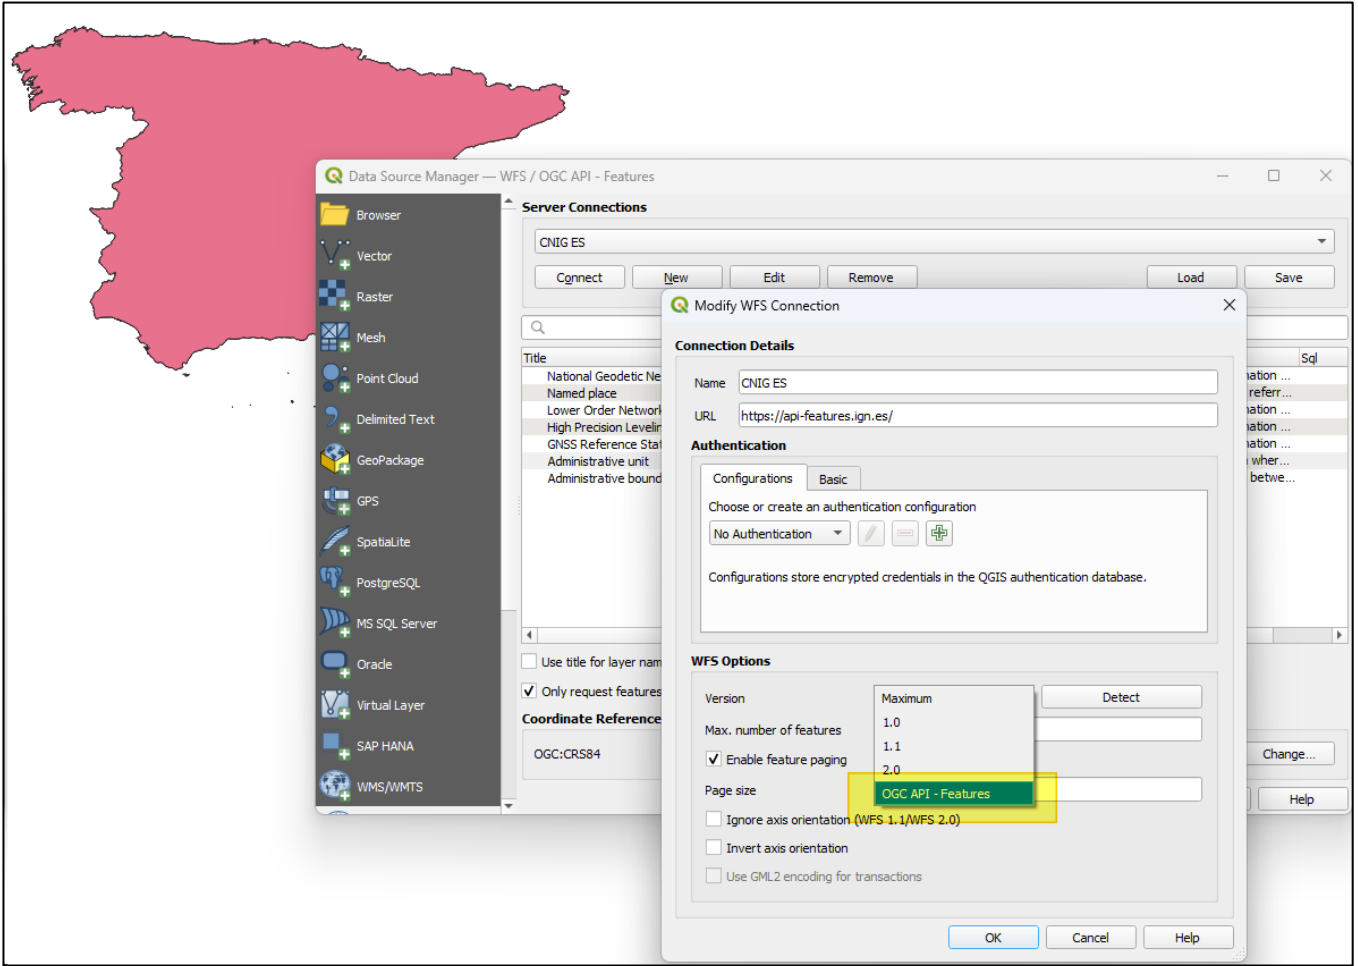 Data Source Manager — WFS / OGC API - Features
Browser
Vector
Raster
Mesh
Point Cloud
Delimited Text
GeoPackage
GPS
SpatiaLite
PostgreSQL
MS SQL Server
Oracle
Virtual Layer
SAP HANA
WMS/WMTS
Server Connections
CNIG ES
Connect New Edit Remove Load Save
Title Sql
National Geodetic Ne
Named place referr...
Lower Order Network
High Precision Levelin
GNSS Reference Stat
Administrative unit wher...
Administrative bound betwe...
Use title for layer nam
Only request features
Coordinate Reference
OGC:CRS84 Change...
Help
Modify WFS Connection
Connection Details
Name CNIG ES
URL https://api-features.ign.es/
Authentication
Configurations Basic
Choose or create an authentication configuration
No Authentication
Configurations store encrypted credentials in the QGIS authentication database.
WFS Options
Version Maximum Detect
1.0
Max. number of features
1.1
Enable feature paging
2.0
Page size OGC API - Features
Ignore axis orientation (WFS 1.1/WFS 2.0)
Invert axis orientation
Use GML2 encoding for transactions
OK Cancel Help